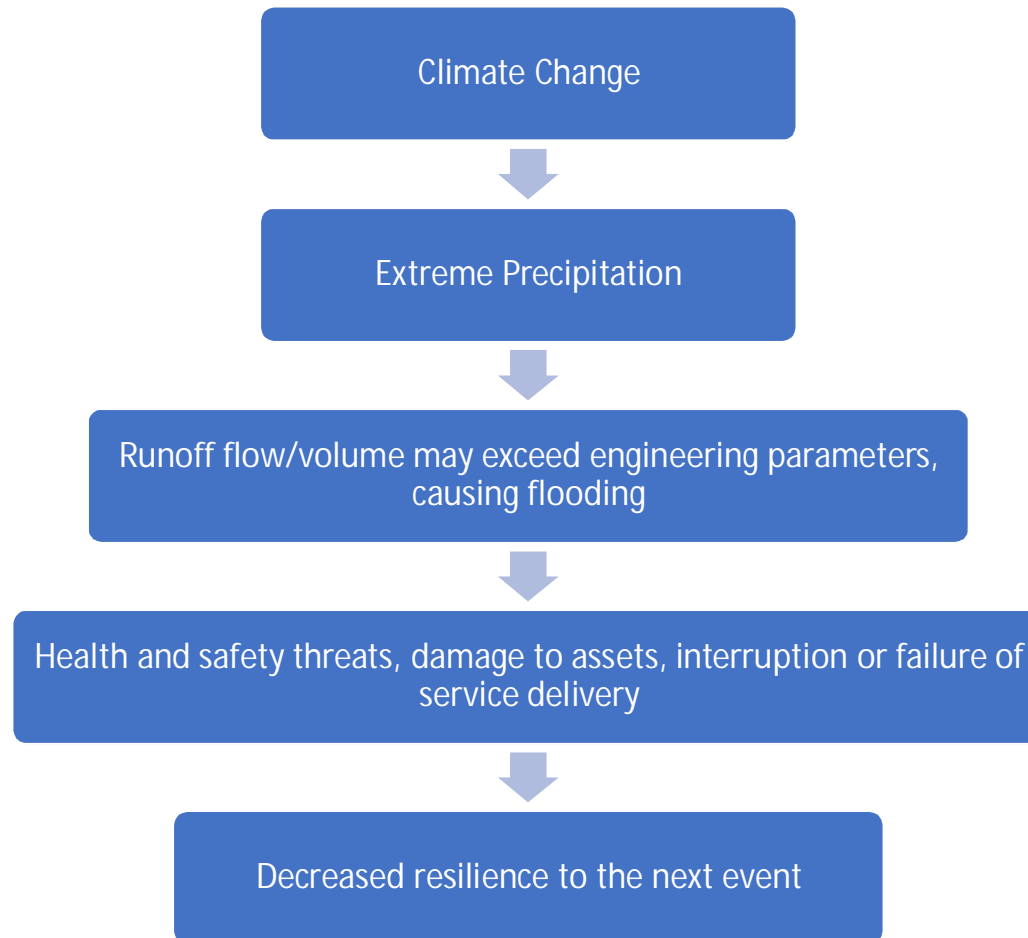 Climate Change
Extreme Precipitation
Runoff flow/volume may exceed engineering parameters,
causing flooding
Health and safety threats, damage to assets, interruption or failure of
service delivery
Decreased resilience to the next event